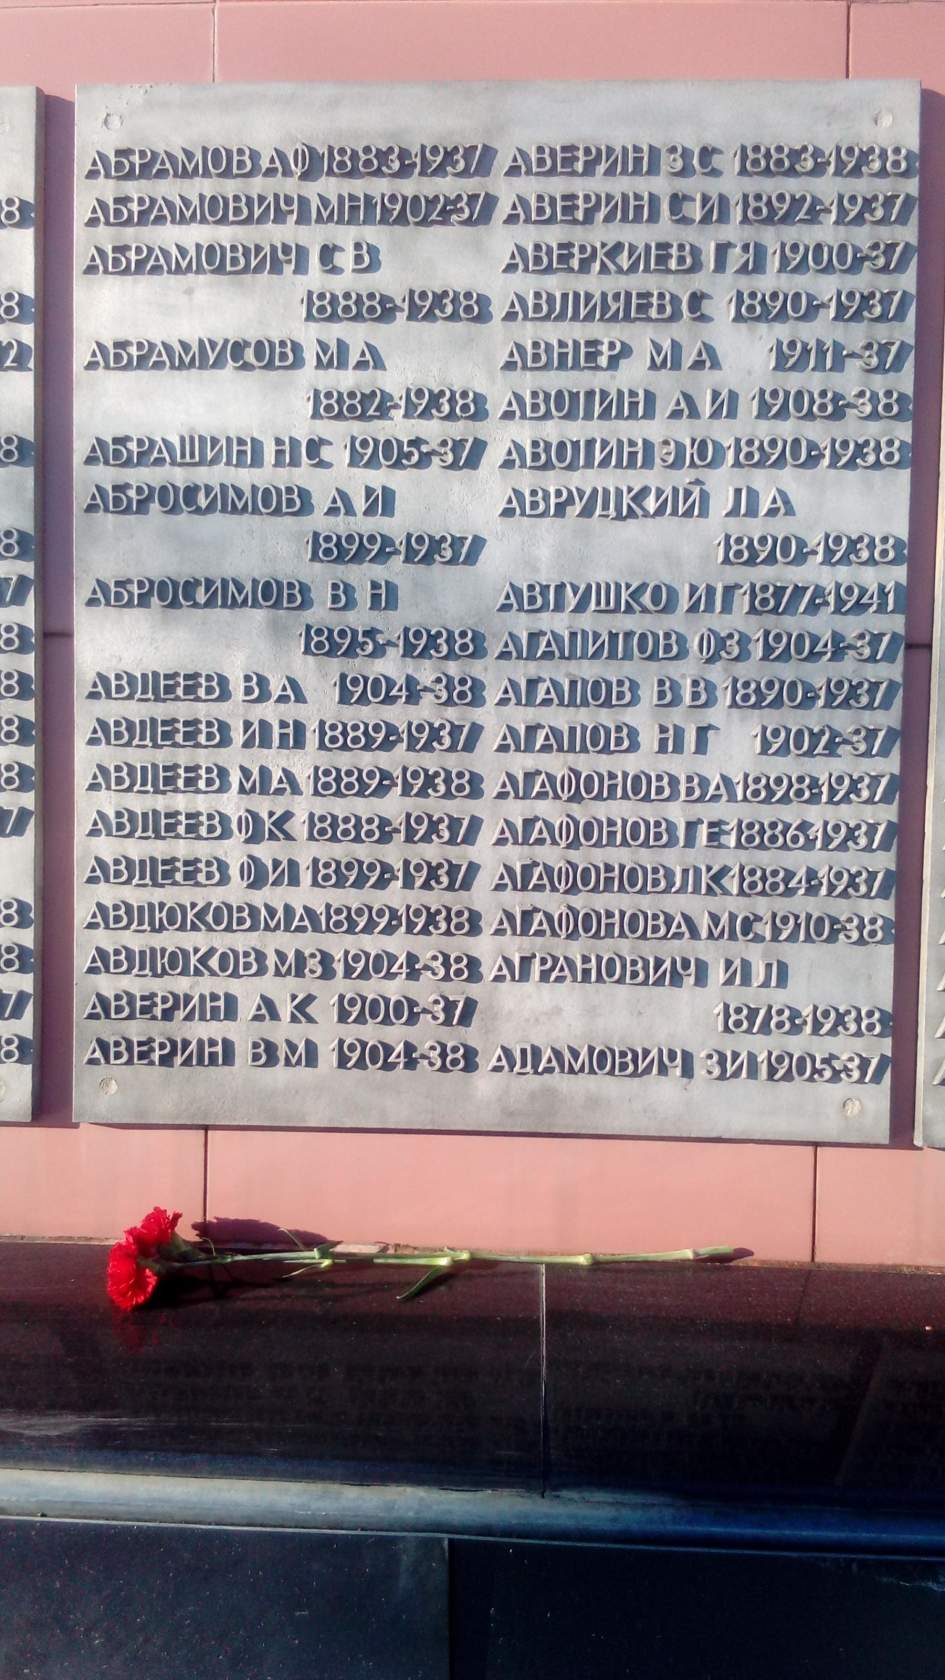 АБРАМОВ А Ф 1883-1937
АБРАМОВИЧ М Н 1902-37
АБРАМОВИЧ С В
1888-1938
АБРАМУСОВ М А
1882-1938
АБРАШИН Н С 1905-37
АБРОСИМОВ А И
1899-1937
АБРОСИМОВ В Н
1895-1938
АВДЕЕВ В А 1904-38
АВДЕЕВ И Н 1889-1937
АВДЕЕВ М А 1889-1938
АВДЕЕВ Ф К 1888-1937
АВДЕЕВ Ф И 1899-1937
АВДЮКОВ М А 1899-1938
АВДЮКОВ М З 1904-38
АВЕРИН А К 1900-37
АВЕРИН В М 1904-38
АВЕРИН З С 1883-1938
АВЕРИН С И 1892-1937
АВЕРКИЕВ Г Я 1900-37
АВЛИЯЕВ С 1890-1937
АВНЕР М А 1911-37
АВОТИН А И 1908-38
АВОТИН Э Ю 1890-1938
АВРУЦКИЙ Л А
1890-1938
АВТУШКО И Г 1877-1941
АГАПИТОВ Ф З 1904-37
АГАПОВ В В 1890-1937
АГАПОВ Н Г 1902-37
АГАФОНОВ В А 1898-1937
АГАФОНОВ Г Е 1886-1937
АГАФОНОВ Л К 1884-1937
АГАФОНОВА М С 1910-38
АГРАНОВИЧ И Л
1878-1938
АДАМОВИЧ З И 1905-37